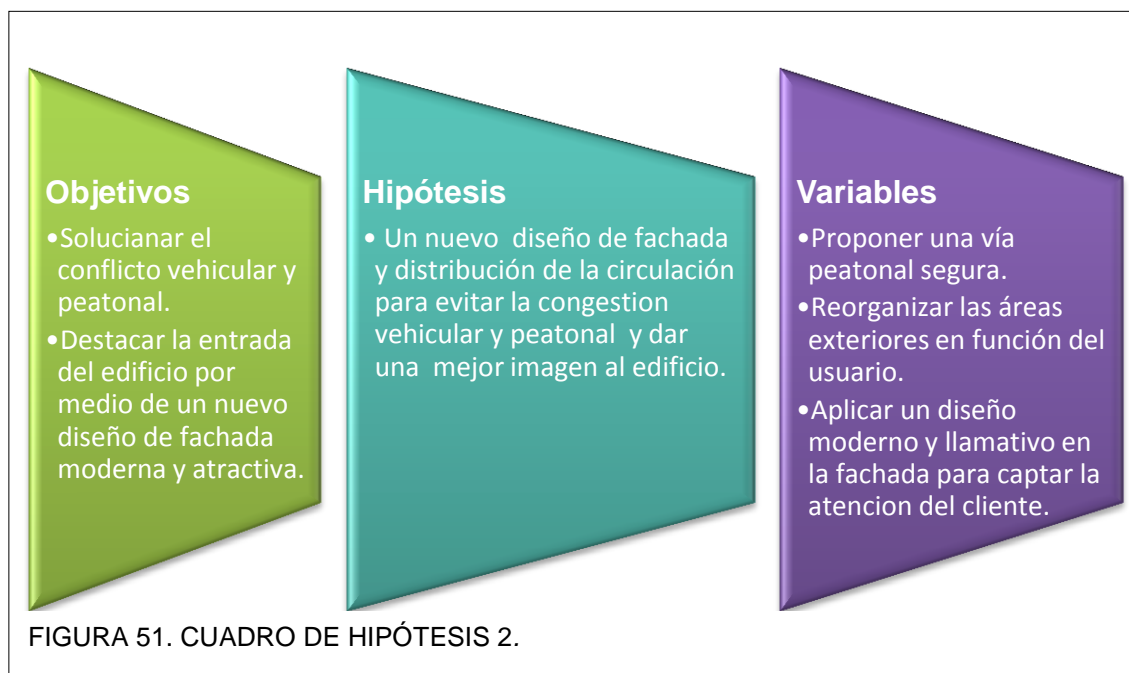 Objetivos
•Solucianar el
conflicto vehicular y
peatonal.
•Destacar la entrada
del edificio por
medio de un nuevo
diseño de fachada
moderna y atractiva.
Hipótesis
• Un nuevo diseño de fachada
y distribución de la circulación
para evitar la congestion
vehicular y peatonal y dar
una mejor imagen al edificio.
Variables
•Proponer una vía
peatonal segura.
•Reorganizar las áreas
exteriores en función del
usuario.
•Aplicar un diseño
moderno y llamativo en
la fachada para captar la
atencion del cliente.
FIGURA 51. CUADRO DE HIPÓTESIS 2.